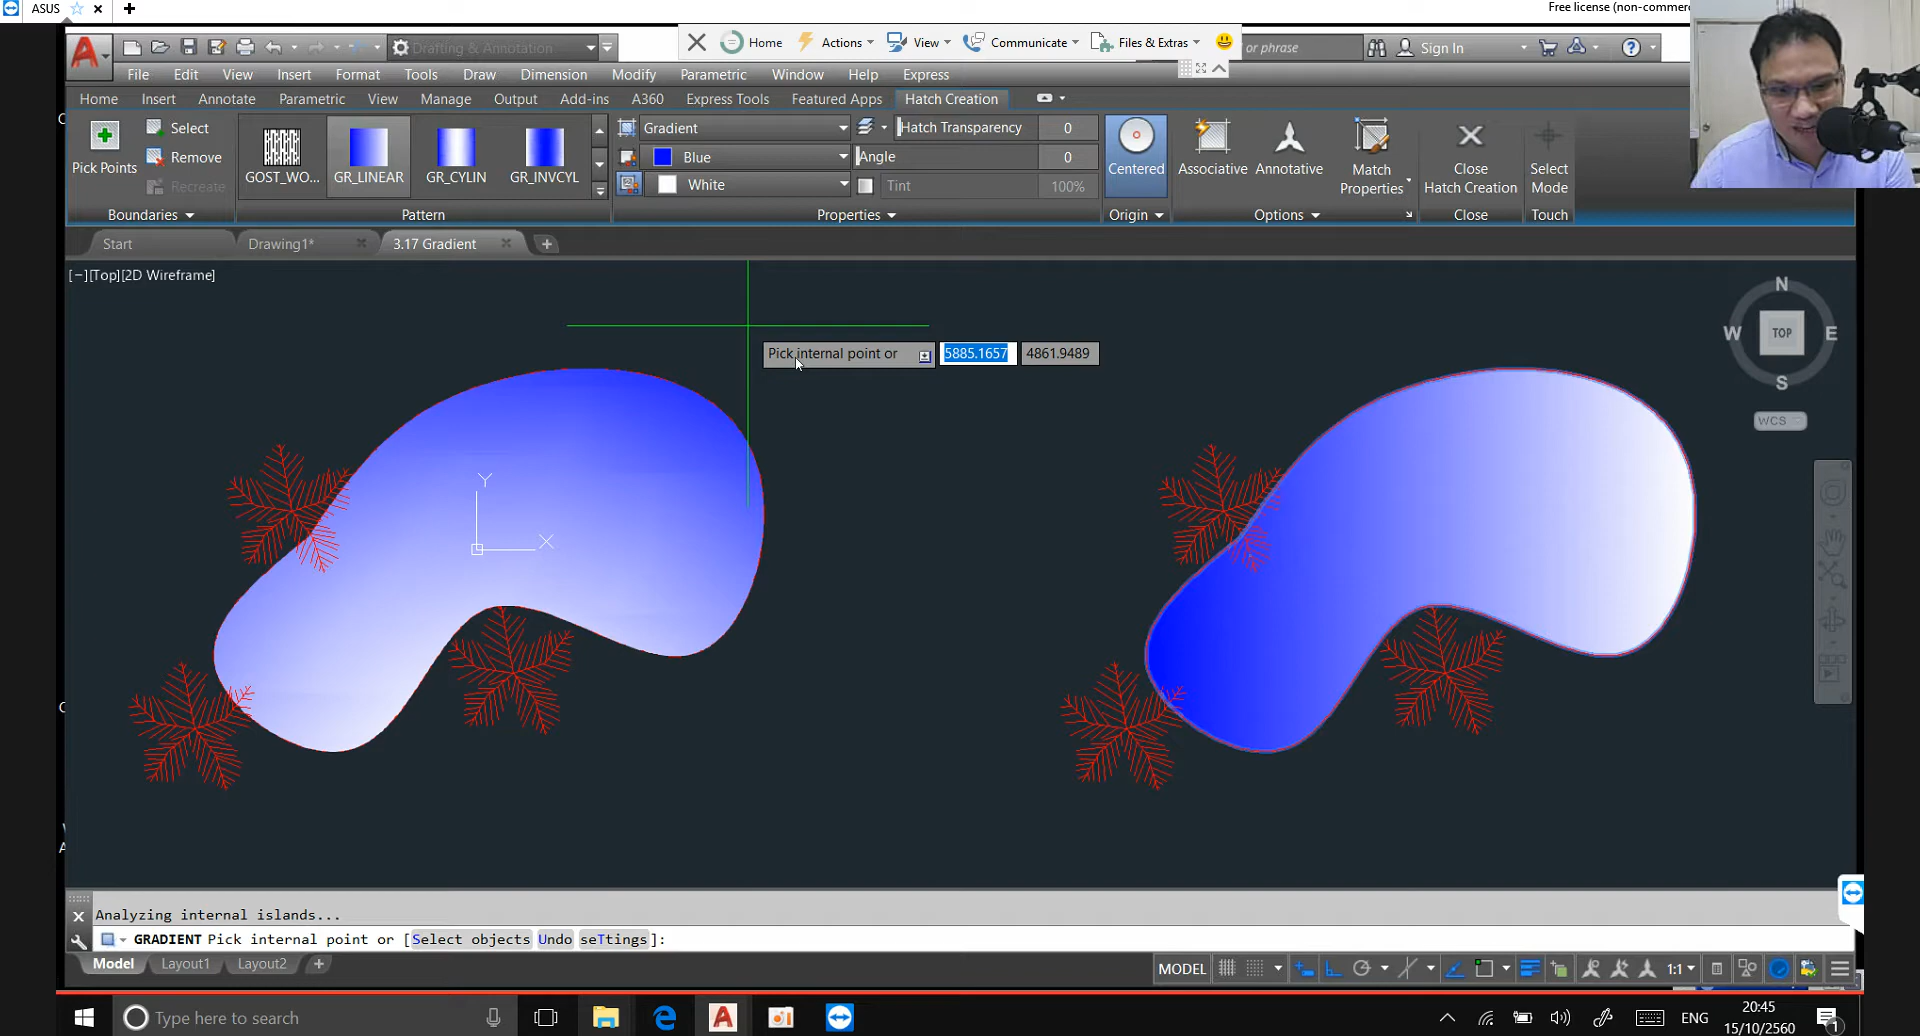 ASUS
Free license (non-commer
Drafting & Annotation
Home
Actions
View
Communicate
Files & Extras
or phrase
Sign In
File
Edit
View
Insert
Format
Tools
Draw
Dimension
Modify
Parametric
Window
Help
Express
Home
Insert
Annotate
Parametric
View
Manage
Output
Add-ins
A360
Express Tools
Featured Apps
Hatch Creation
Pick Points
Select
Remove
Recreate
Boundaries
GOST_WO...
GR_LINEAR
GR_CYLIN
GR_INVCYL
Pattern
Gradient
Blue
White
Hatch Transparency
0
Angle
0
Tint
100%
Properties
Centered
Origin
Associative
Annotative
Match
Properties
Options
Close
Hatch Creation
Close
Select
Mode
Touch
Start
Drawing1*
3.17 Gradient
[−][Top][2D Wireframe]
N
W
TOP
E
S
WCS
Pick internal point or
5885.1657
4861.9489
Y
X
Analyzing internal islands...
GRADIENT Pick internal point or [Select objects Undo seTtings]:
Model
Layout1
Layout2
MODEL
1:1
Type here to search
ENG
20:45
15/10/2560
1